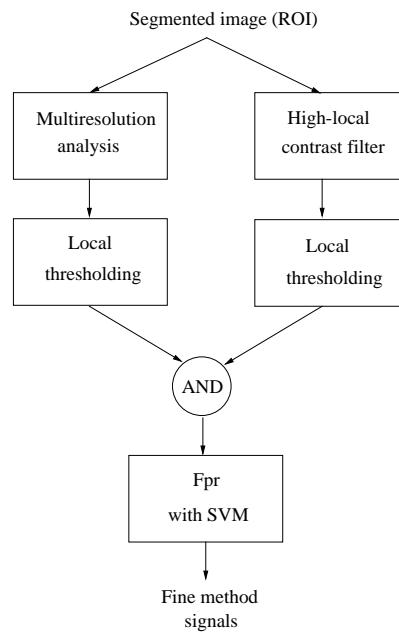 Segmented image (ROI)
Multiresolution
analysis
High-local
contrast filter
Local
thresholding
Local
thresholding
AND
Fpr
with SVM
Fine method
signals